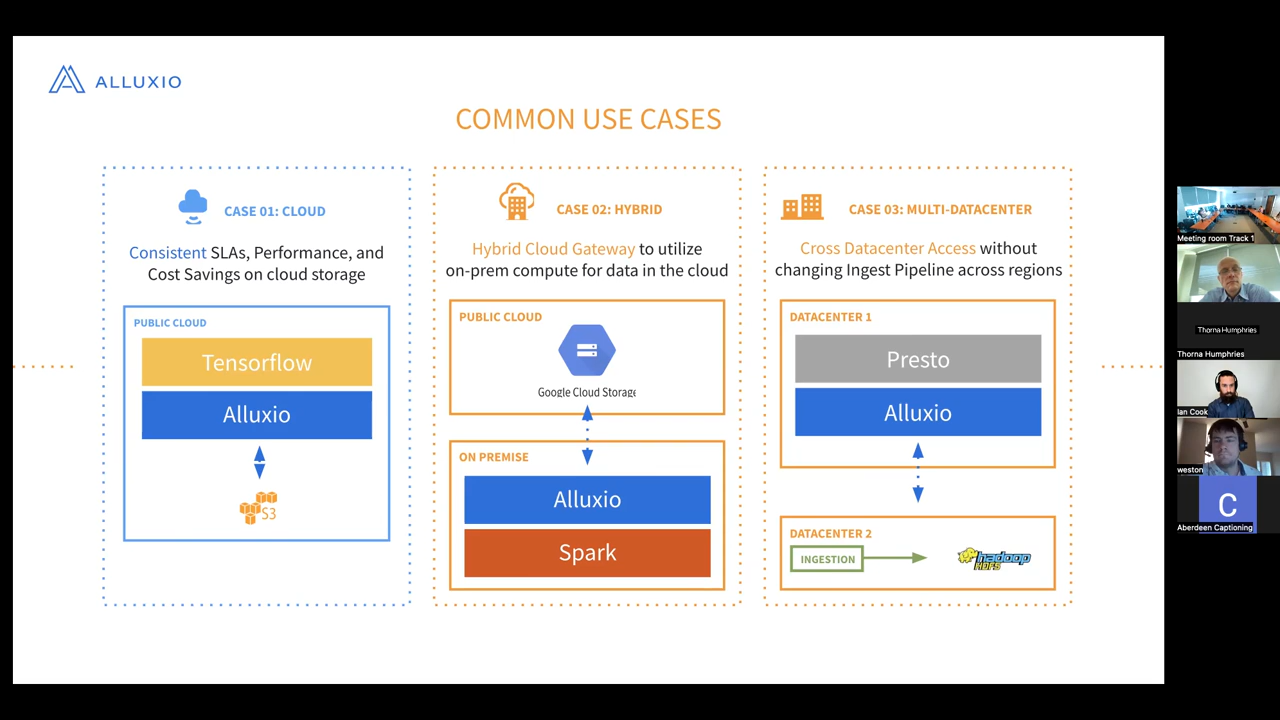 ALLUXIO
COMMON USE CASES
CASE 01: CLOUD
Consistent SLAs, Performance, and
Cost Savings on cloud storage
PUBLIC CLOUD
Tensorflow
Alluxio
S3
CASE 02: HYBRID
Hybrid Cloud Gateway to utilize
on-prem compute for data in the cloud
PUBLIC CLOUD
Google Cloud Storage
ON PREMISE
Alluxio
Spark
CASE 03: MULTI-DATACENTER
Cross Datacenter Access without
changing Ingest Pipeline across regions
DATACENTER 1
Presto
Alluxio
DATACENTER 2
INGESTION
hadoop
HDFS
Meeting room Track 1
Thorna Humphries
Thorna Humphries
Ian Cook
weston
C
Aberdeen Captioning